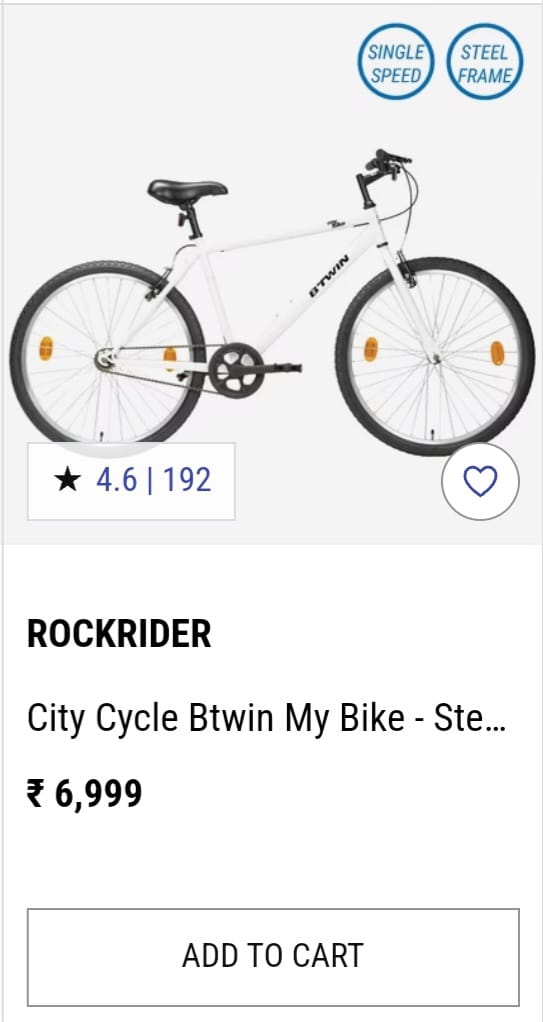 SINGLE
SPEED
STEEL
FRAME
B'TWIN
★ 4.6 | 192
ROCKRIDER
City Cycle Btwin My Bike - Ste...
₹ 6,999
ADD TO CART